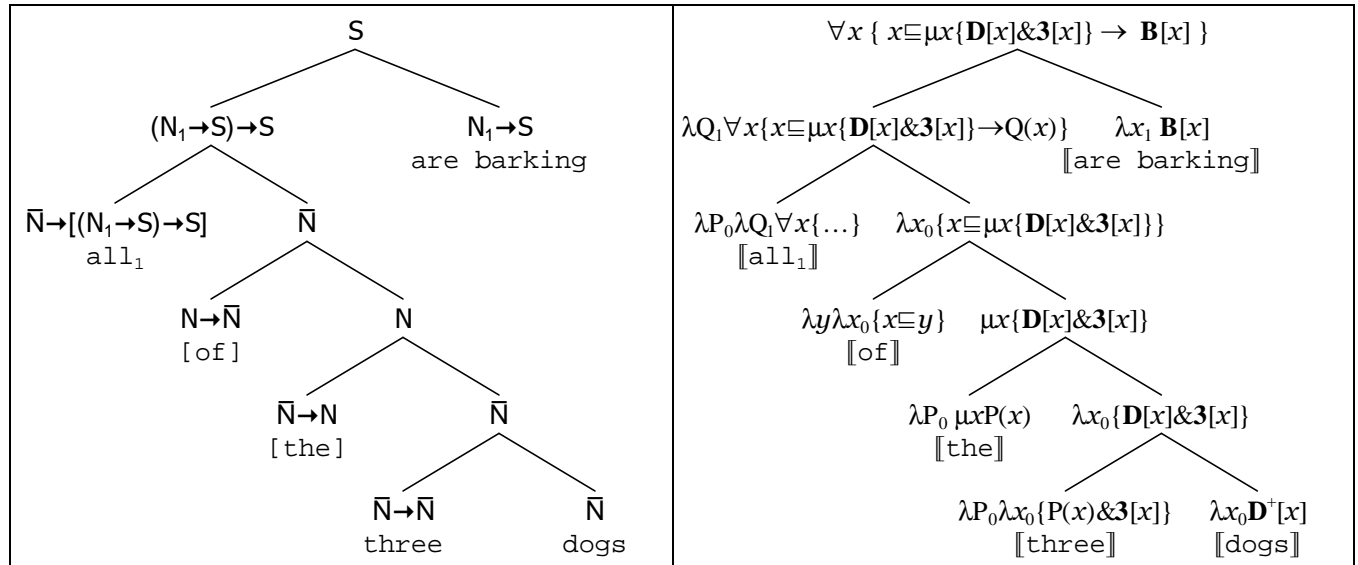 S
(N₁→S)→S N₁→S
are barking
N̄→[(N₁→S)→S] N̄
all₁
N→N̄ N
[of]
N̄→N N̄
[the]
N̄→N̄ N̄
three dogs
∀x { x⊑μx{D[x]&3[x]} → B[x] }
λQ₁∀x{x⊑μx{D[x]&3[x]}→Q(x)} λx₁ B[x]
⟦are barking⟧
λP₀λQ₁∀x{…} λx₀{x⊑μx{D[x]&3[x]}}
⟦all₁⟧
λyλx₀{x⊑y} μx{D[x]&3[x]}
⟦of⟧
λP₀ μxP(x) λx₀{D[x]&3[x]}
⟦the⟧
λP₀λx₀{P(x)&3[x]} λx₀D⁺[x]
⟦three⟧ ⟦dogs⟧